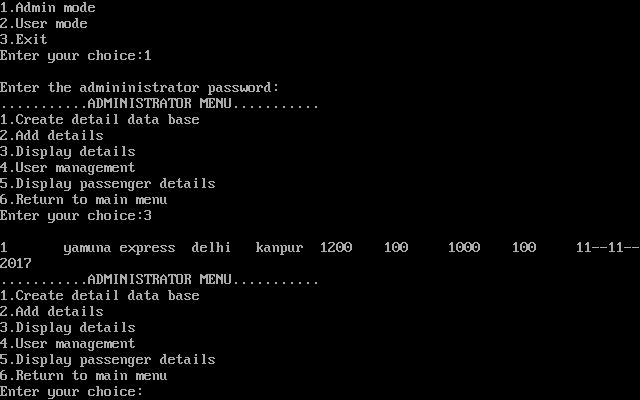 1.Admin mode
2.User mode
3.Exit
Enter your choice:1
Enter the admininistrator password:
...........ADMINISTRATOR MENU...........
1.Create detail data base
2.Add details
3.Display details
4.User management
5.Display passenger details
6.Return to main menu
Enter your choice:3
1       yamuna express  delhi   kanpur  1200    100     1000    100     11--11--
2017
...........ADMINISTRATOR MENU...........
1.Create detail data base
2.Add details
3.Display details
4.User management
5.Display passenger details
6.Return to main menu
Enter your choice: